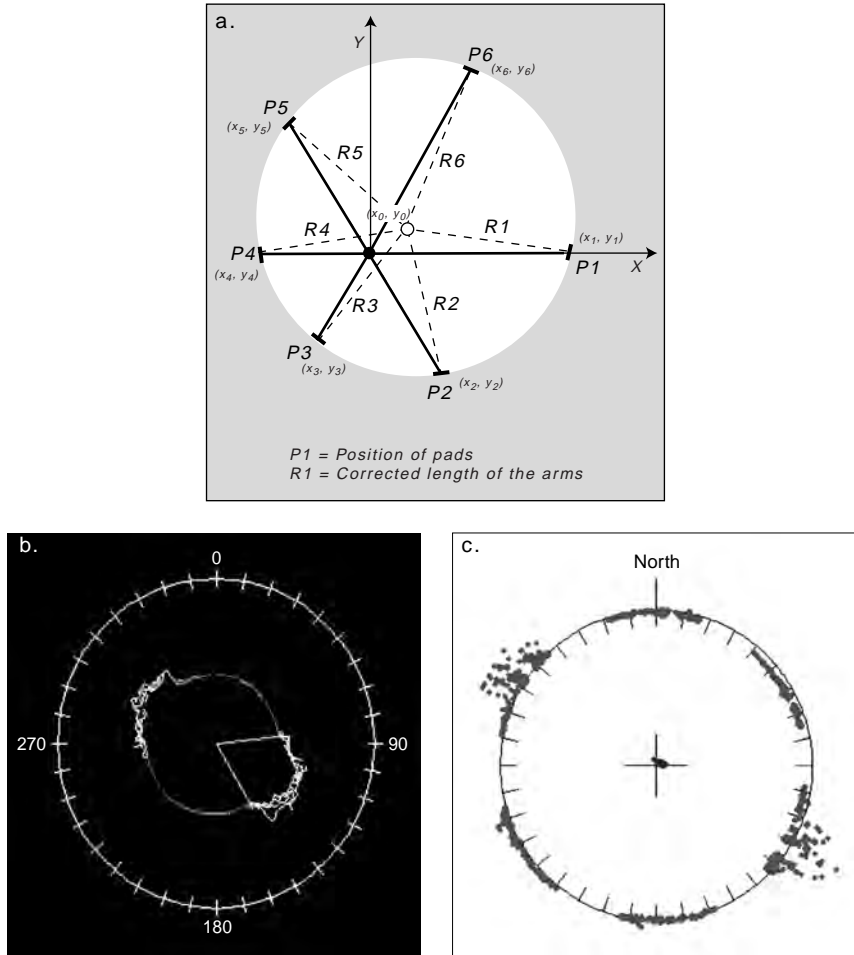 a.
Y
P6
(x6, y6)
P5
(x5, y5)
R5
R6
(x0, y0)
R4
R1
(x1, y1)
P4
(x4, y4)
X
P1
R3
R2
P3
(x3, y3)
P2
(x2, y2)
P1 = Position of pads
R1 = Corrected length of the arms
b.
0
270
90
180
c.
North